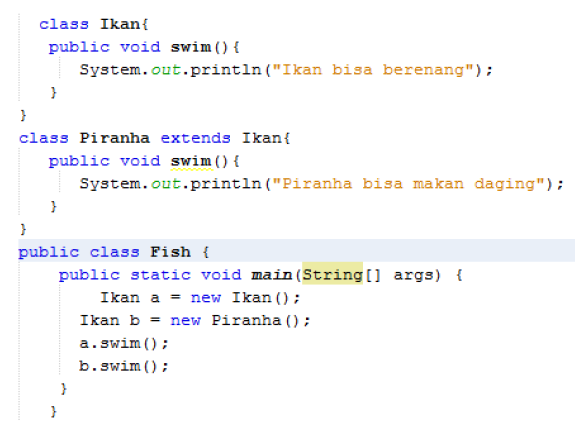 class Ikan{
public void swim(){
System.out.println("Ikan bisa berenang");
}
}
class Piranha extends Ikan{
public void swim(){
System.out.println("Piranha bisa makan daging");
}
}
public class Fish {
public static void main(String[] args) {
Ikan a = new Ikan();
Ikan b = new Piranha();
a.swim();
b.swim();
}
}